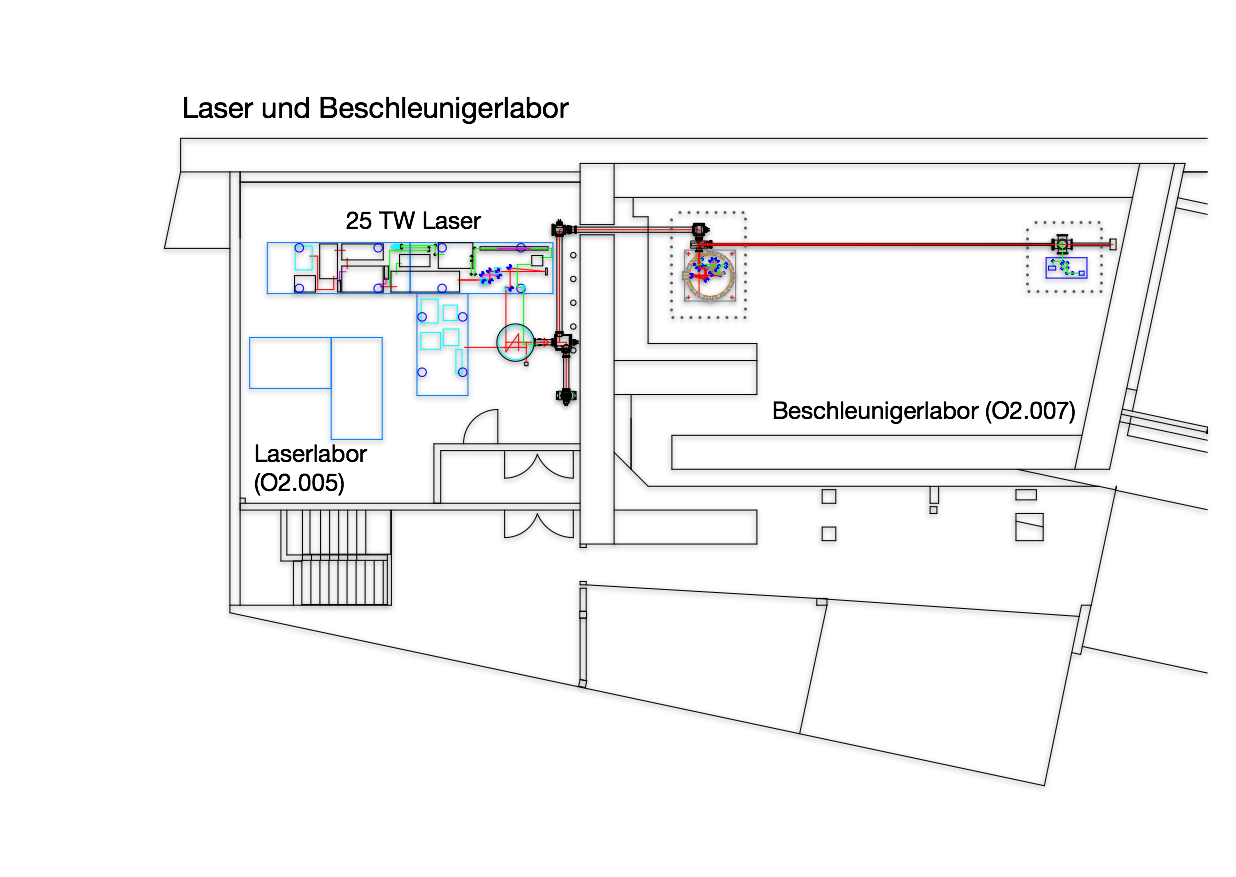 Laser und Beschleunigerlabor
25 TW Laser
Beschleunigerlabor (O2.007)
Laserlabor
(O2.005)